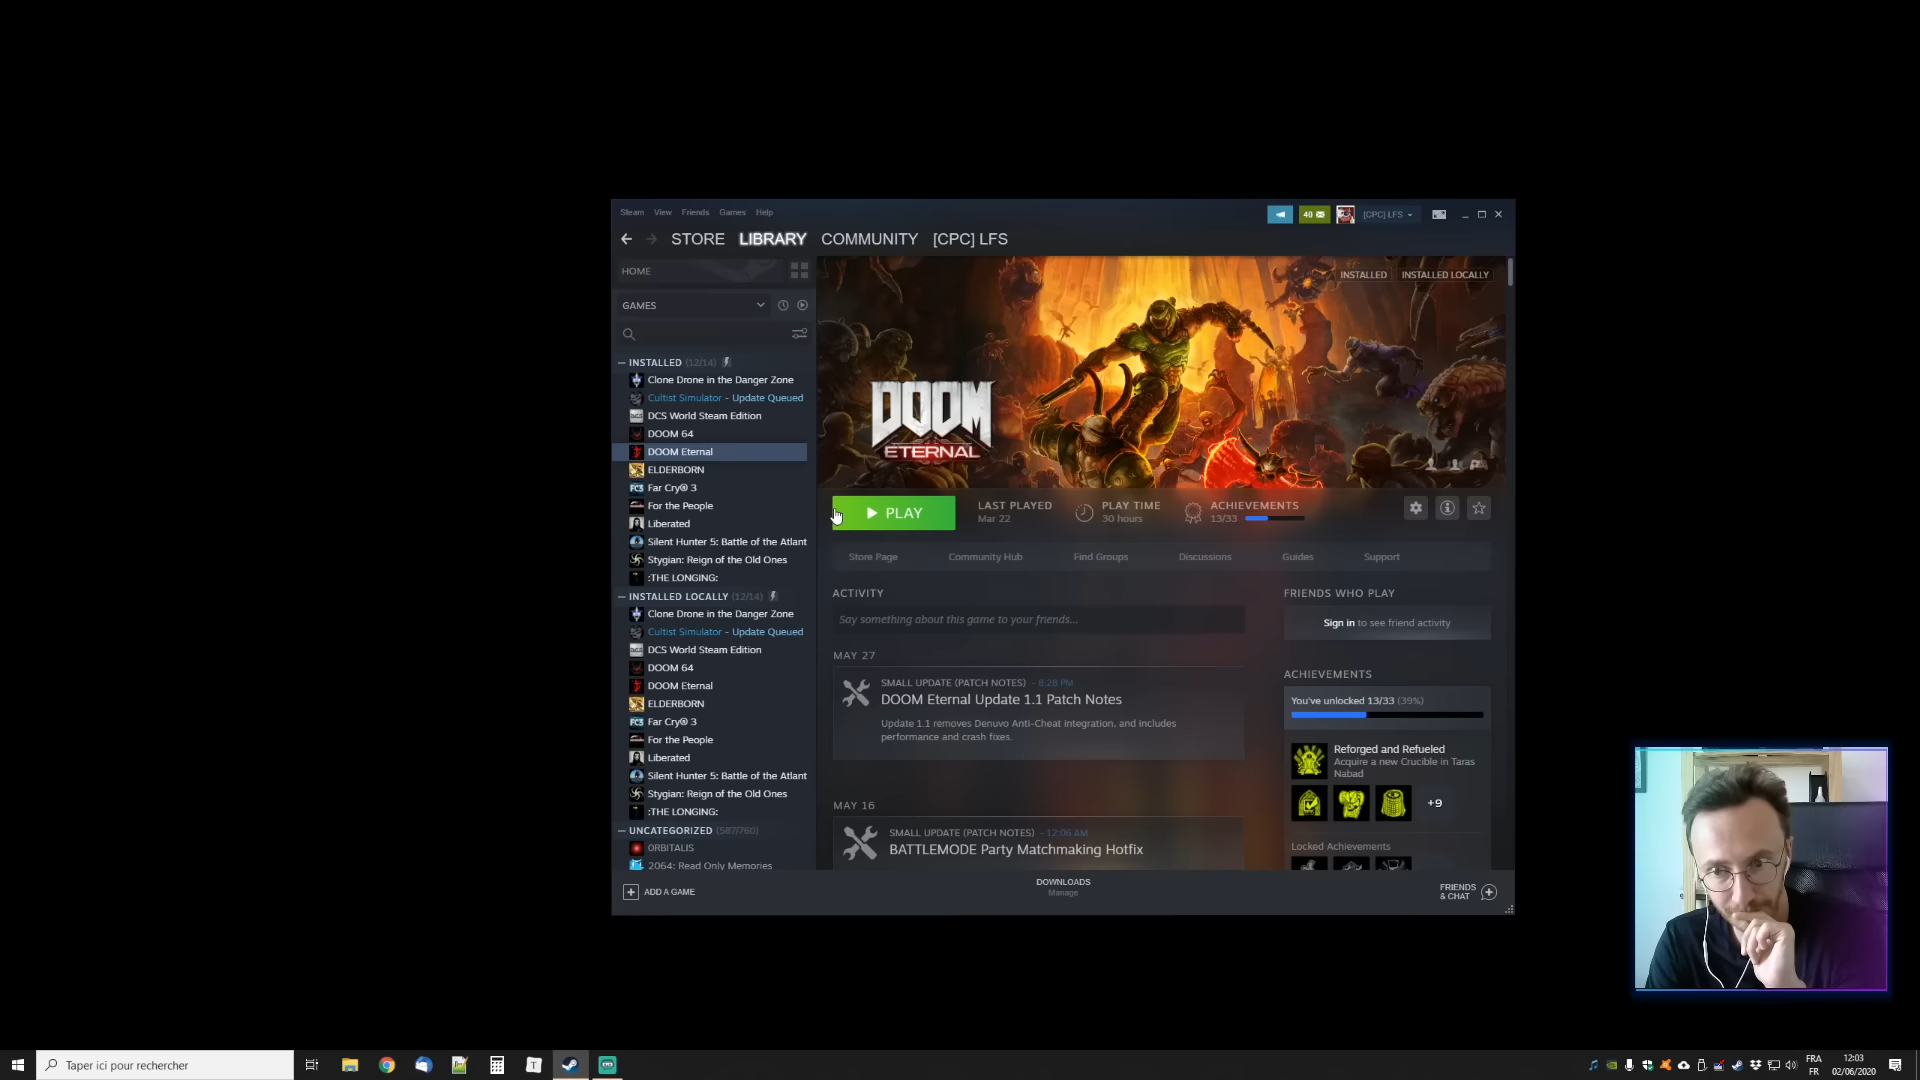 Steam View Friends Games Help
40
[CPC] LFS
STORE LIBRARY COMMUNITY [CPC] LFS
HOME
GAMES
INSTALLED (12/14)
Clone Drone in the Danger Zone
Cultist Simulator - Update Queued
DCS World Steam Edition
DOOM 64
DOOM Eternal
ELDERBORN
FC3 Far Cry® 3
For the People
Liberated
Silent Hunter 5: Battle of the Atlant
Stygian: Reign of the Old Ones
:THE LONGING:
INSTALLED LOCALLY (12/14)
Clone Drone in the Danger Zone
Cultist Simulator - Update Queued
DCS World Steam Edition
DOOM 64
DOOM Eternal
ELDERBORN
FC3 Far Cry® 3
For the People
Liberated
Silent Hunter 5: Battle of the Atlant
Stygian: Reign of the Old Ones
:THE LONGING:
UNCATEGORIZED (587/760)
0RBITALIS
2064: Read Only Memories
ADD A GAME
INSTALLED INSTALLED LOCALLY
DOOM
ETERNAL
PLAY
LAST PLAYED
Mar 22
PLAY TIME
30 hours
ACHIEVEMENTS
13/33
Store Page Community Hub Find Groups Discussions Guides Support
ACTIVITY
Say something about this game to your friends...
MAY 27
SMALL UPDATE (PATCH NOTES) - 8:28 PM
DOOM Eternal Update 1.1 Patch Notes
Update 1.1 removes Denuvo Anti-Cheat integration, and includes
performance and crash fixes.
MAY 16
SMALL UPDATE (PATCH NOTES) - 12:06 AM
BATTLEMODE Party Matchmaking Hotfix
FRIENDS WHO PLAY
Sign in to see friend activity
ACHIEVEMENTS
You've unlocked 13/33 (39%)
Reforged and Refueled
Acquire a new Crucible in Taras
Nabad
+9
Locked Achievements
DOWNLOADS
Manage
FRIENDS
& CHAT
Taper ici pour rechercher
T
FRA
FR
12:03
02/06/2020